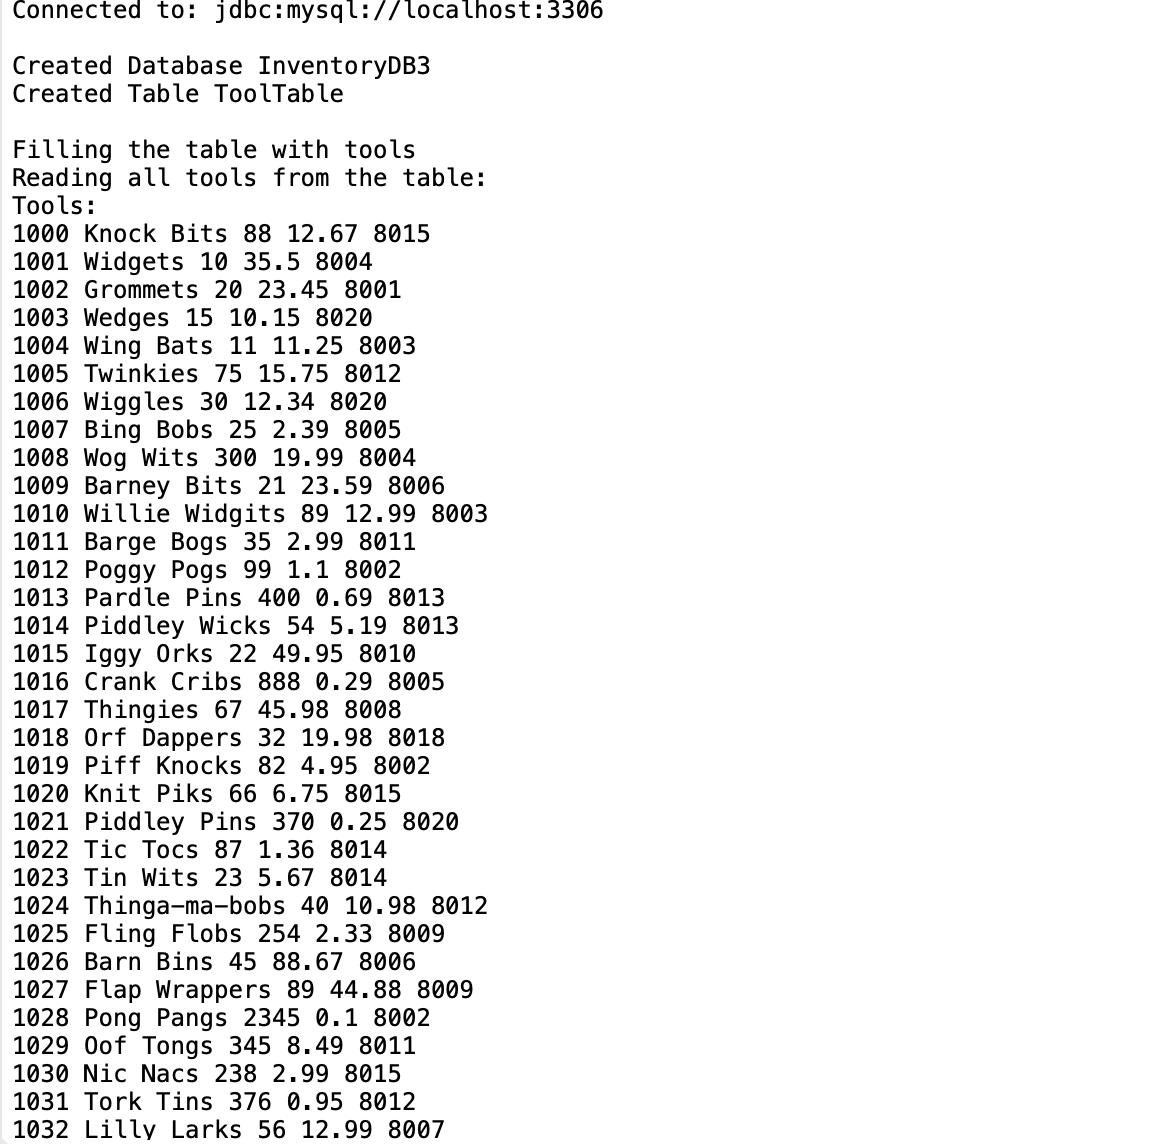 Connected to: jdbc:mysql://localhost:3306
Created Database InventoryDB3
Created Table ToolTable
Filling the table with tools
Reading all tools from the table:
Tools:
1000 Knock Bits 88 12.67 8015
1001 Widgets 10 35.5 8004
1002 Grommets 20 23.45 8001
1003 Wedges 15 10.15 8020
1004 Wing Bats 11 11.25 8003
1005 Twinkies 75 15.75 8012
1006 Wiggles 30 12.34 8020
1007 Bing Bobs 25 2.39 8005
1008 Wog Wits 300 19.99 8004
1009 Barney Bits 21 23.59 8006
1010 Willie Widgits 89 12.99 8003
1011 Barge Bogs 35 2.99 8011
1012 Poggy Pogs 99 1.1 8002
1013 Pardle Pins 400 0.69 8013
1014 Piddley Wicks 54 5.19 8013
1015 Iggy Orks 22 49.95 8010
1016 Crank Cribs 888 0.29 8005
1017 Thingies 67 45.98 8008
1018 Orf Dappers 32 19.98 8018
1019 Piff Knocks 82 4.95 8002
1020 Knit Piks 66 6.75 8015
1021 Piddley Pins 370 0.25 8020
1022 Tic Tocs 87 1.36 8014
1023 Tin Wits 23 5.67 8014
1024 Thinga-ma-bobs 40 10.98 8012
1025 Fling Flobs 254 2.33 8009
1026 Barn Bins 45 88.67 8006
1027 Flap Wrappers 89 44.88 8009
1028 Pong Pangs 2345 0.1 8002
1029 Oof Tongs 345 8.49 8011
1030 Nic Nacs 238 2.99 8015
1031 Tork Tins 376 0.95 8012
1032 Lilly Larks 56 12.99 8007